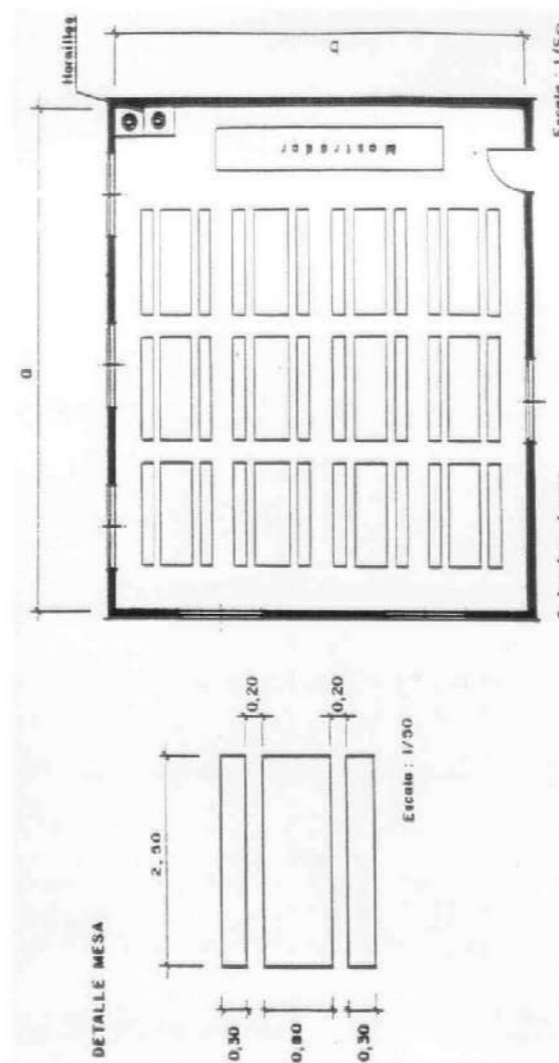 Hornillos
a
Mostrador
DETALLE MESA
2,50
0,20
0,20
0,30
0,80
0,30
Escala : 1/50